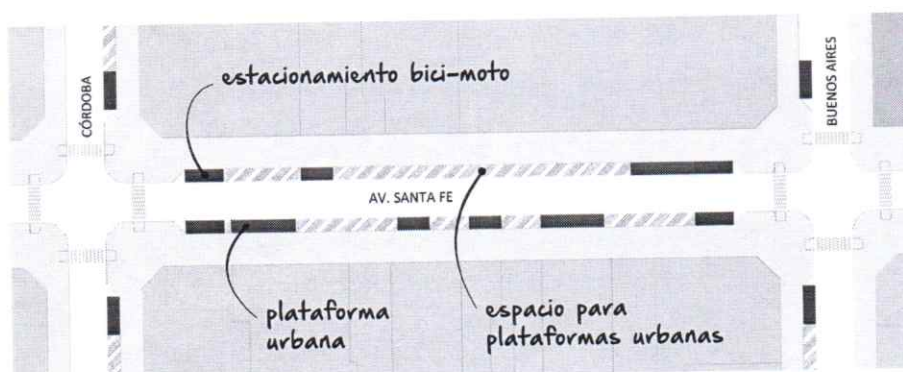 estacionamiento bici-moto
CÓRDOBA
BUENOS AIRES
AV. SANTA FE
plataforma
urbana
espacio para
plataformas urbanas